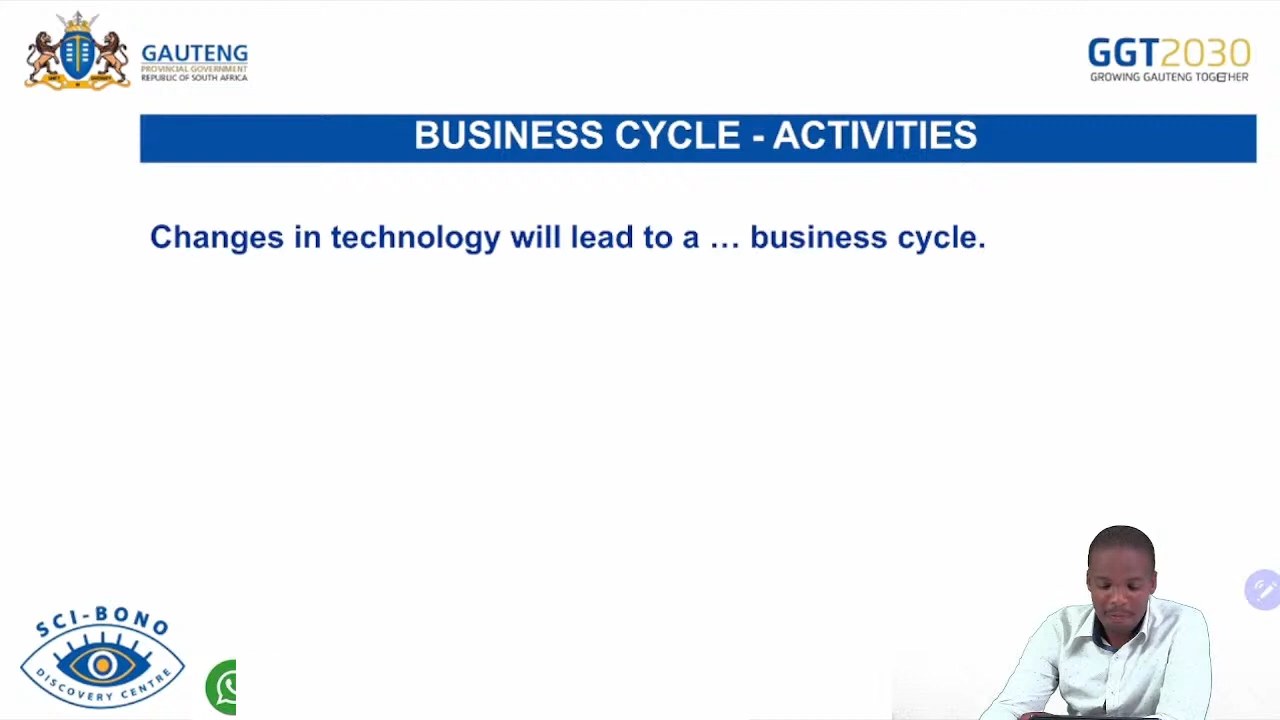 GAUTENG
PROVINCIAL GOVERNMENT
REPUBLIC OF SOUTH AFRICA
GGT2030
GROWING GAUTENG TOGETHER
BUSINESS CYCLE - ACTIVITIES
Changes in technology will lead to a … business cycle.
SCI-BONO
DISCOVERY CENTRE